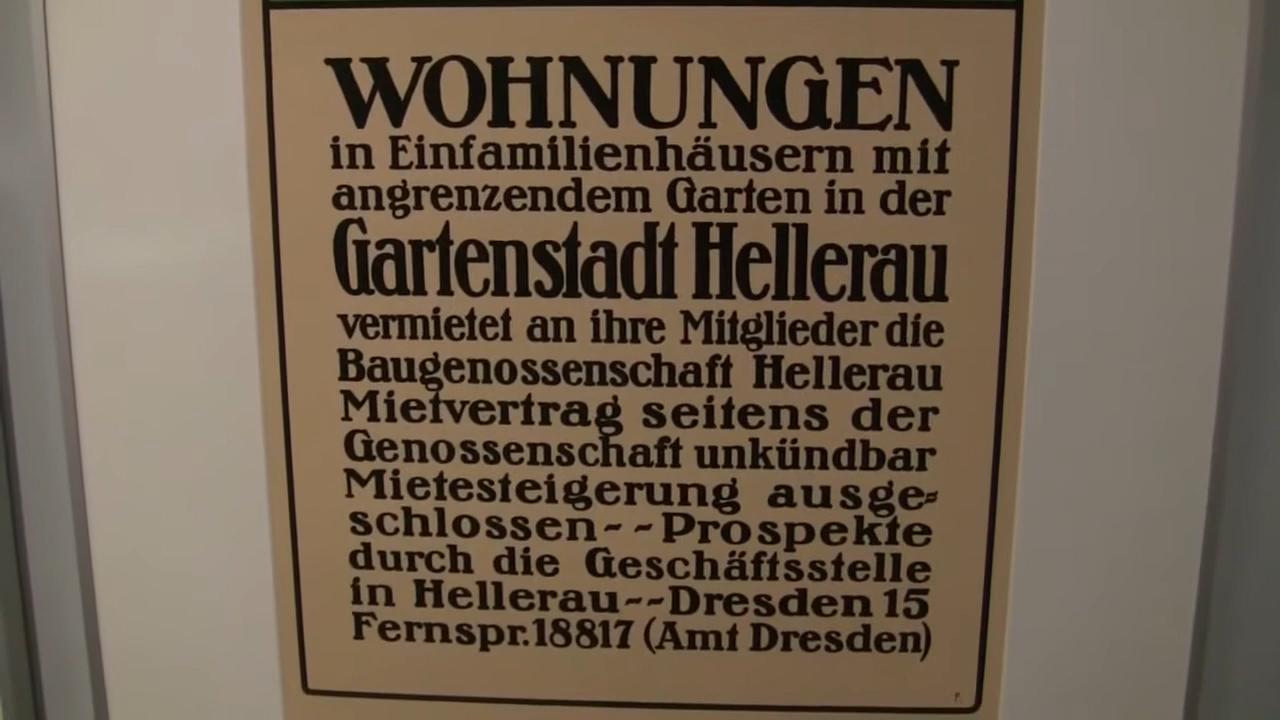 WOHNUNGEN
in Einfamilienhäusern mit
angrenzendem Garten in der
Gartenstadt Hellerau
vermietet an ihre Mitglieder die
Baugenossenschaft Hellerau
Mietvertrag seitens der
Genossenschaft unkündbar
Mietesteigerung ausge=
schlossen--Prospekte
durch die Geschäftsstelle
in Hellerau--Dresden 15
Fernspr.18817 (Amt Dresden)